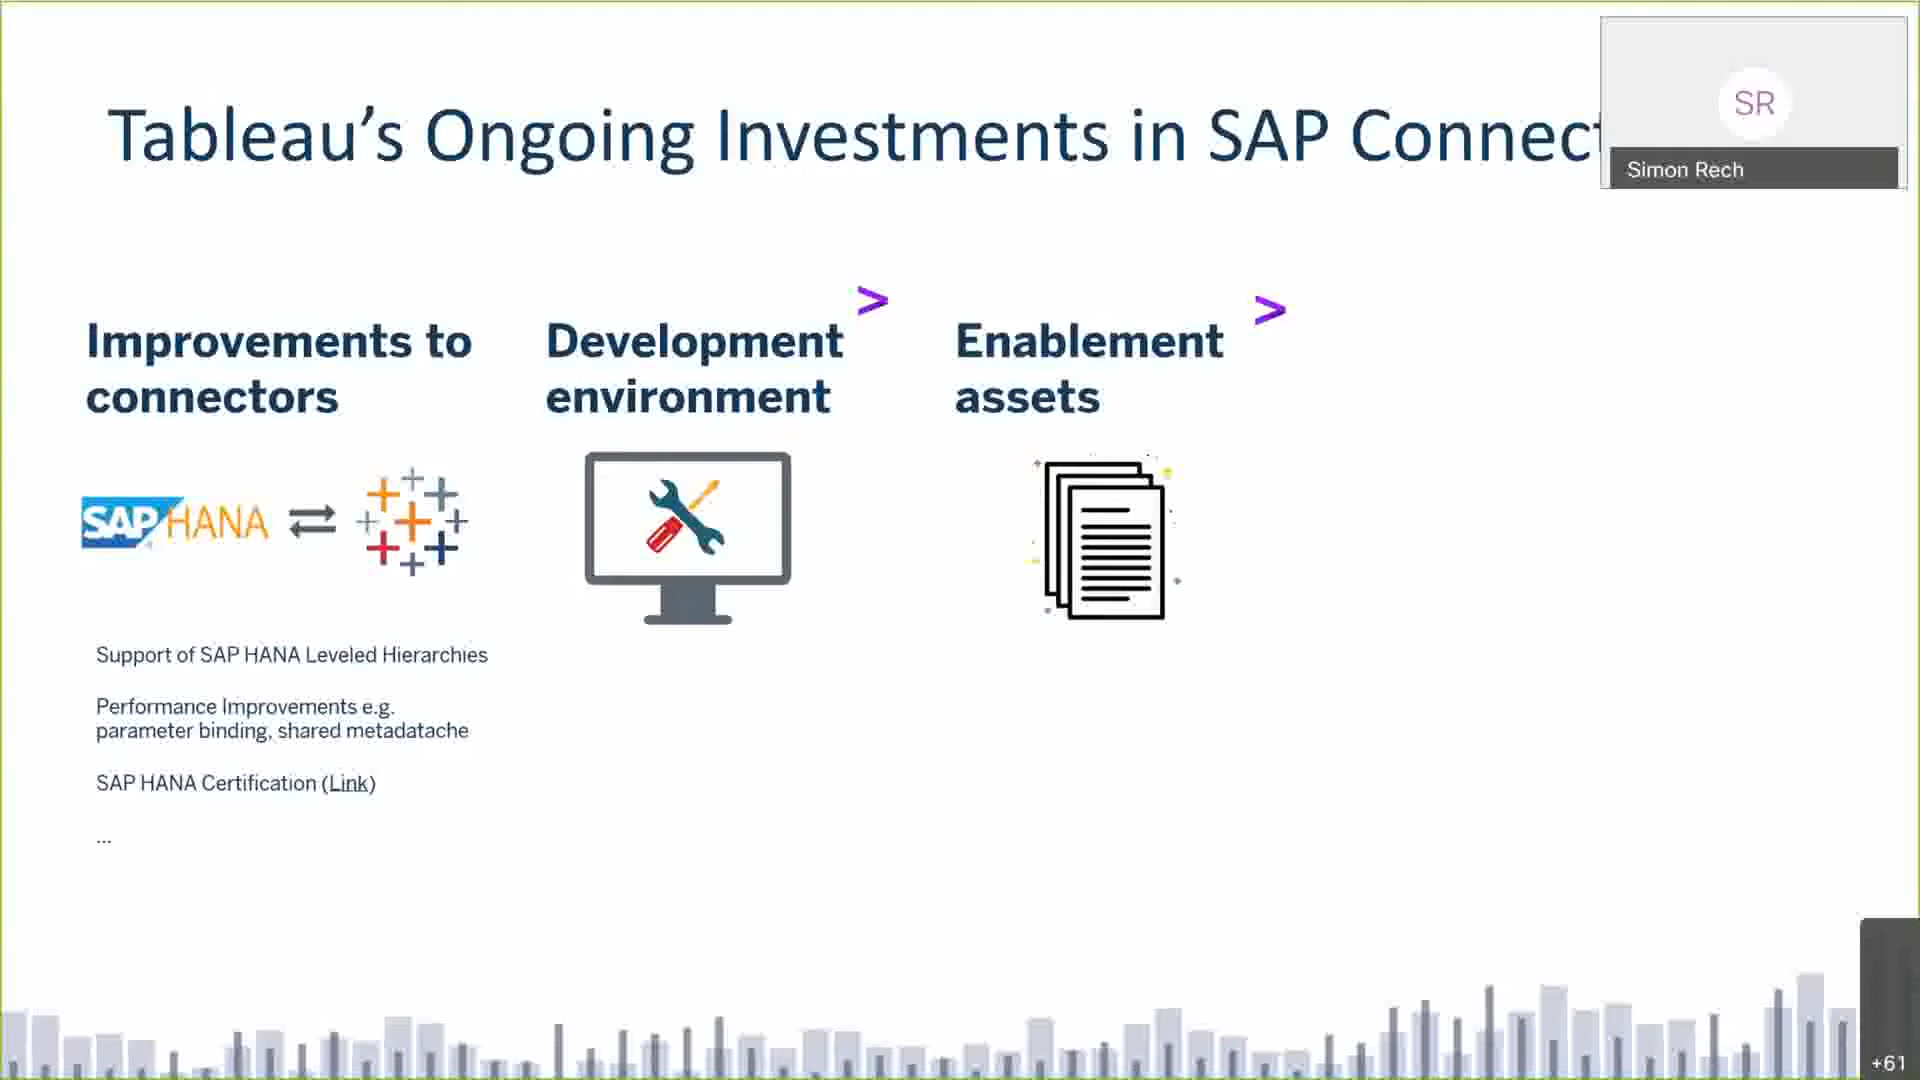 Tableau's Ongoing Investments in SAP Connect
SR
Simon Rech
>
>
Improvements to
connectors
Development
environment
Enablement
assets
SAP HANA
Support of SAP HANA Leveled Hierarchies
Performance Improvements e.g.
parameter binding, shared metadatache
SAP HANA Certification (Link)
...
+61